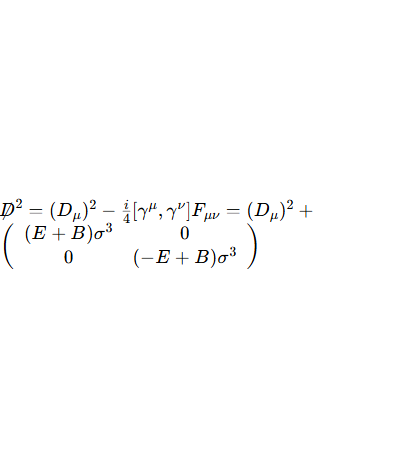 D̸² = (D_μ)² − i/4 [γ^μ, γ^ν]F_μν = (D_μ)² +
( (E + B)σ³ 0
0 (−E + B)σ³ )